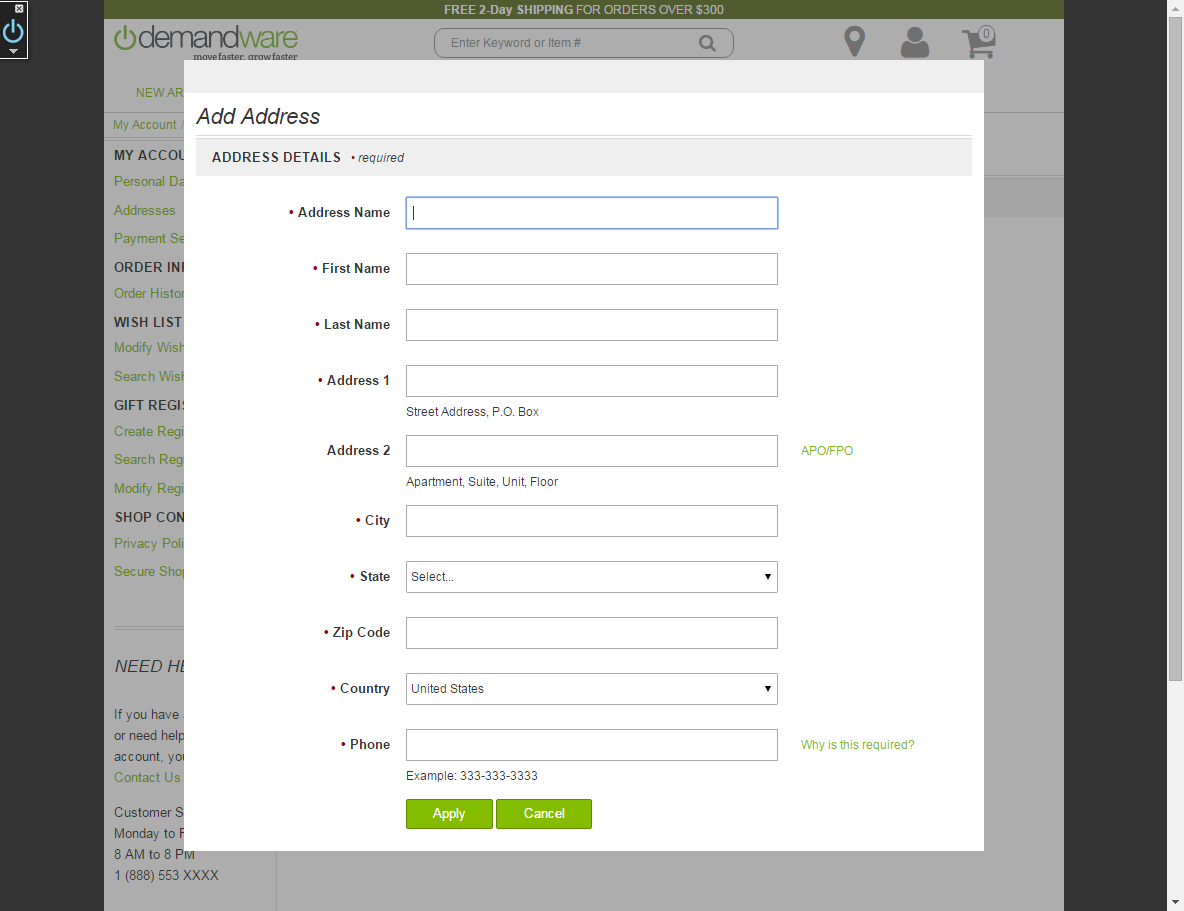 FREE 2-Day SHIPPING FOR ORDERS OVER $300
demandware
move faster. grow faster
Enter Keyword or Item #
0
NEW AR
My Account /
Add Address
ADDRESS DETAILS • required
• Address Name
• First Name
• Last Name
• Address 1
Street Address, P.O. Box
Address 2
APO/FPO
Apartment, Suite, Unit, Floor
• City
• State Select...
• Zip Code
• Country United States
• Phone
Why is this required?
Example: 333-333-3333
Apply Cancel
MY ACCOU
Personal Da
Addresses
Payment Se
ORDER IN
Order Histor
WISH LIST
Modify Wish
Search Wish
GIFT REGIS
Create Regi
Search Reg
Modify Regi
SHOP CON
Privacy Poli
Secure Shop
NEED HE
If you have
or need help
account, you
Contact Us
Customer S
Monday to F
8 AM to 8 PM
1 (888) 553 XXXX